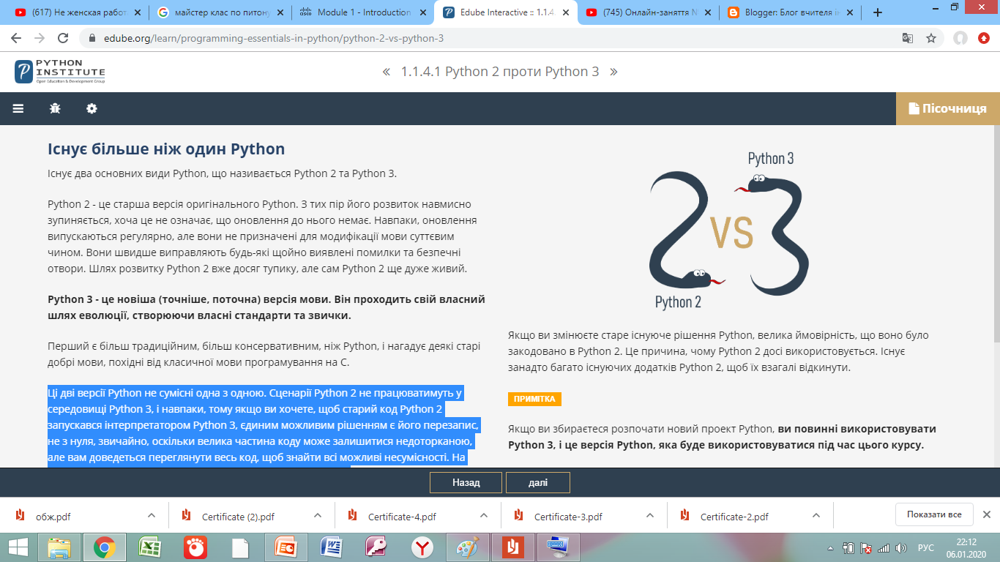 (617) Не женская работ
майстер клас по питону
Module 1 - Introduction
Edube Interactive :: 1.1.4
(745) Онлайн-заняття N
Blogger: Блог вчителя ін
edube.org/learn/programming-essentials-in-python/python-2-vs-python-3
PYTHON
INSTITUTE
Open Education & Development Group
« 1.1.4.1 Python 2 проти Python 3 »
Пісочниця
Існує більше ніж один Python
Існує два основних види Python, що називається Python 2 та Python 3.
Python 2 - це старша версія оригінального Python. З тих пір його розвиток навмисно
зупиняється, хоча це не означає, що оновлення до нього немає. Навпаки, оновлення
випускаються регулярно, але вони не призначені для модифікації мови суттєвим
чином. Вони швидше виправляють будь-які щойно виявлені помилки та безпечні
отвори. Шлях розвитку Python 2 вже досяг тупику, але сам Python 2 ще дуже живий.
Python 3 - це новіша (точніше, поточна) версія мови. Він проходить свій власний
шлях еволюції, створюючи власні стандарти та звички.
Перший є більш традиційним, більш консервативним, ніж Python, і нагадує деякі старі
добрі мови, похідні від класичної мови програмування на C.
Ці дві версії Python не сумісні одна з одною. Сценарії Python 2 не працюватимуть у
середовищі Python 3, і навпаки, тому якщо ви хочете, щоб старий код Python 2
запускався інтерпретатором Python 3, єдиним можливим рішенням є його перезапис,
не з нуля, звичайно, оскільки велика частина коду може залишитися недоторканою,
але вам доведеться переглянути весь код, щоб знайти всі можливі несумісності. На
Python 3
VS
Python 2
Якщо ви змінюєте старе існуюче рішення Python, велика ймовірність, що воно було
закодовано в Python 2. Це причина, чому Python 2 досі використовується. Існує
занадто багато існуючих додатків Python 2, щоб їх взагалі відкинути.
ПРИМІТКА
Якщо ви збираєтеся розпочати новий проект Python, ви повинні використовувати
Python 3, і це версія Python, яка буде використовуватися під час цього курсу.
Назад
далі
обж.pdf
Certificate (2).pdf
Certificate-4.pdf
Certificate-3.pdf
Certificate-2.pdf
Показати все
РУС
22:12
06.01.2020